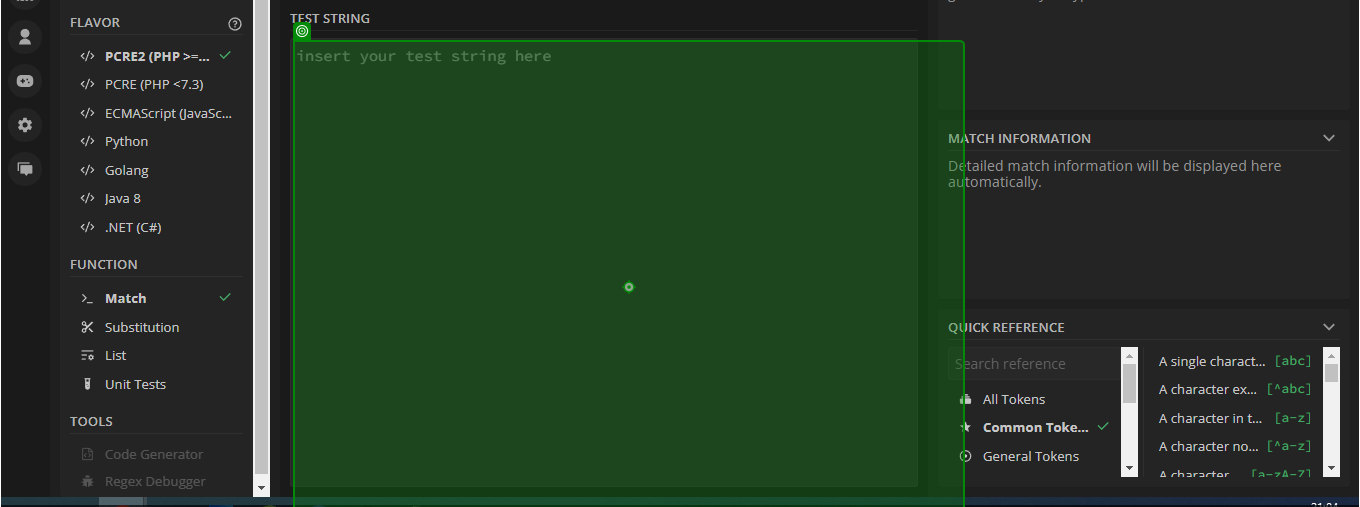 FLAVOR
PCRE2 (PHP >=...
PCRE (PHP <7.3)
ECMAScript (JavaSc...
Python
Golang
Java 8
.NET (C#)
FUNCTION
Match
Substitution
List
Unit Tests
TOOLS
Code Generator
Regex Debugger
TEST STRING
insert your test string here
MATCH INFORMATION
Detailed match information will be displayed here
automatically.
QUICK REFERENCE
Search reference
All Tokens
Common Toke...
General Tokens
A single charact... [abc]
A character ex... [^abc]
A character in t... [a-z]
A character no... [^a-z]
A character [a-zA-Z]